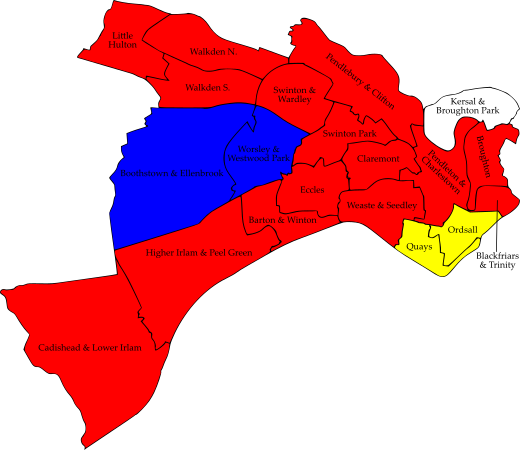 Little
Hulton
Walkden N.
Walkden S.
Swinton &
Wardley
Pendlebury & Clifton
Kersal &
Broughton Park
Swinton Park
Broughton
Worsley &
Westwood Park
Claremont
Pendleton &
Charlestown
Boothstown & Ellenbrook
Eccles
Weaste & Seedley
Barton & Winton
Ordsall
Quays
Higher Irlam & Peel Green
Blackfriars
& Trinity
Cadishead & Lower Irlam